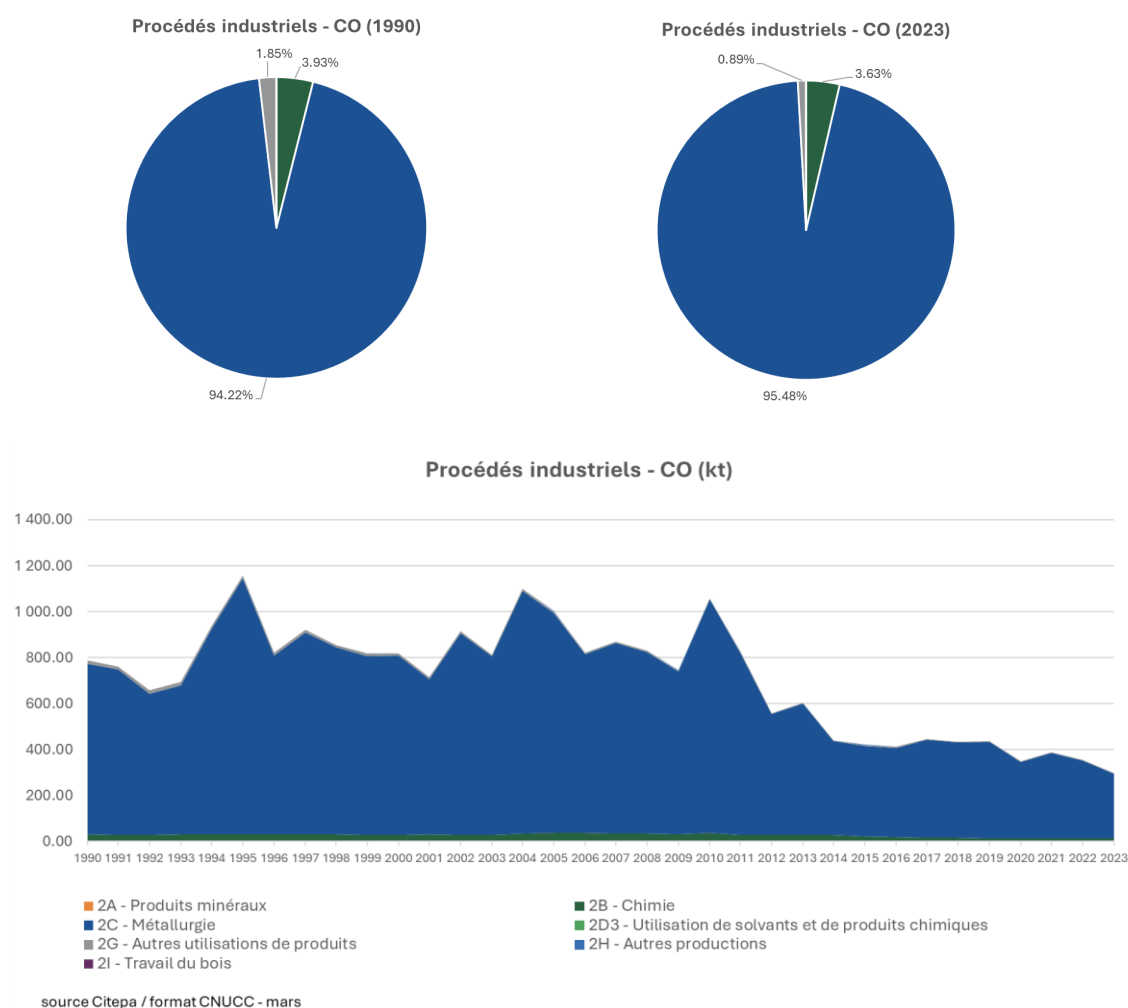 Procédés industriels - CO (1990)
Procédés industriels - CO (2023)
1.85%
3.93%
0.89%
3.63%
94.22%
95.48%
Procédés industriels - CO (kt)
1 400.00
1 200.00
1 000.00
800.00
600.00
400.00
200.00
0.00
1990 1991 1992 1993 1994 1995 1996 1997 1998 1999 2000 2001 2002 2003 2004 2005 2006 2007 2008 2009 2010 2011 2012 2013 2014 2015 2016 2017 2018 2019 2020 2021 2022 2023
2A - Produits minéraux
2B - Chimie
2C - Métallurgie
2D3 - Utilisation de solvants et de produits chimiques
2G - Autres utilisations de produits
2H - Autres productions
2I - Travail du bois
source Citepa / format CNUCC - mars